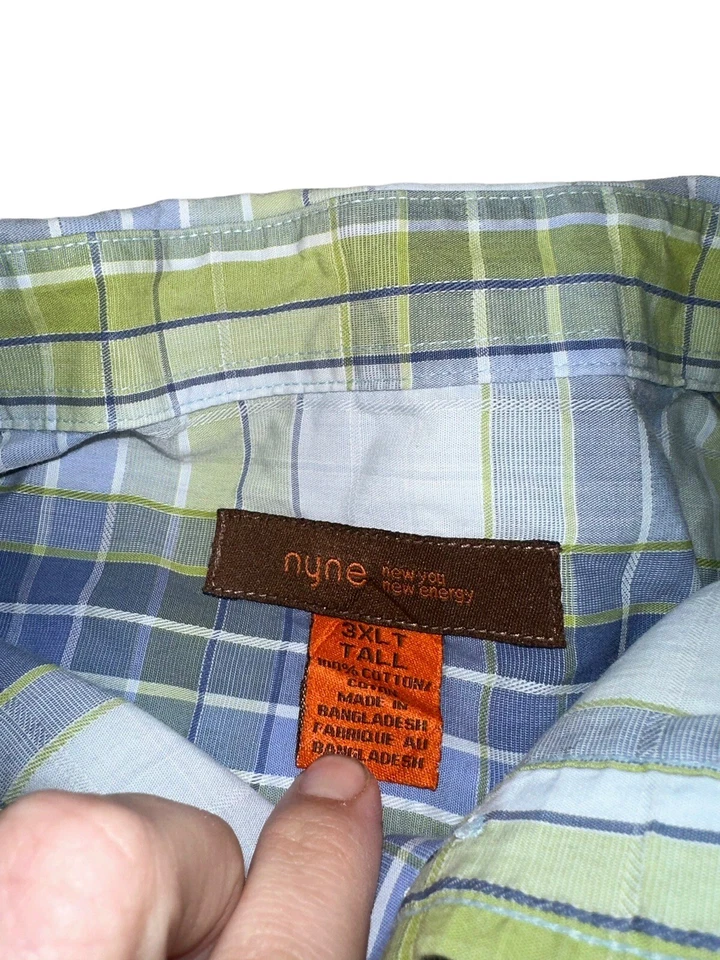 nyne new you
new energy
3XLT
TALL
100% COTTON/
COTON
MADE IN
BANGLADESH
FABRIQUE AU
BANGLADESH